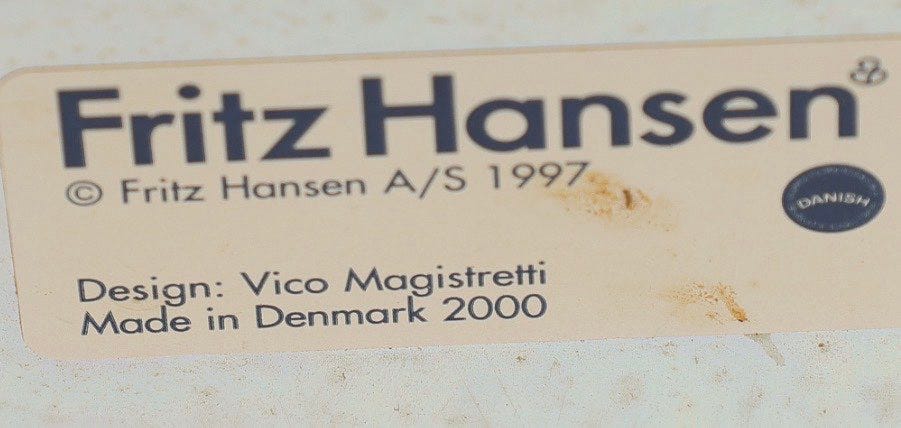 Fritz Hansen
© Fritz Hansen A/S 1997
DANISH
Design: Vico Magistretti
Made in Denmark 2000